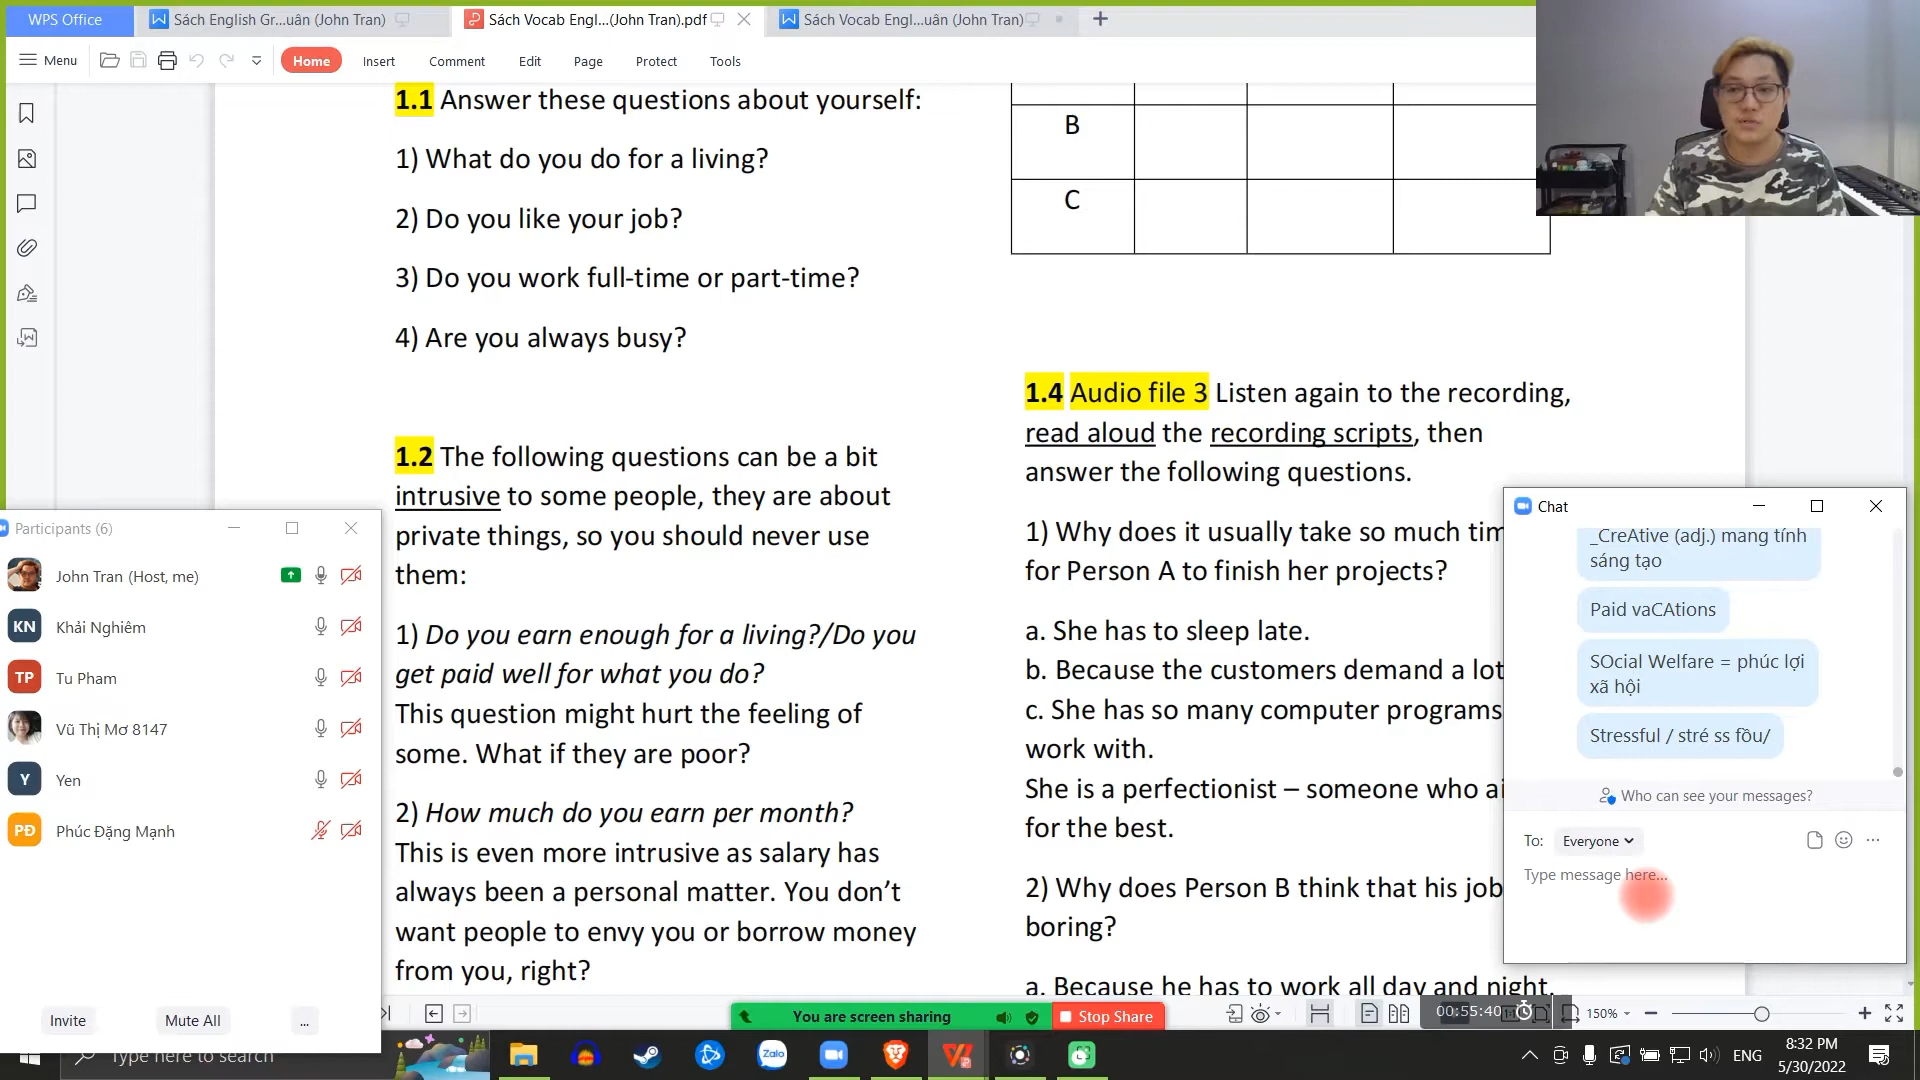 WPS Office
Sách English Gr...uân (John Tran)
Sách Vocab Engl...(John Tran).pdf
Sách Vocab Engl...uân (John Tran)
Menu
Home
Insert
Comment
Edit
Page
Protect
Tools
1.1 Answer these questions about yourself:
1) What do you do for a living?
2) Do you like your job?
3) Do you work full-time or part-time?
4) Are you always busy?
1.2 The following questions can be a bit
intrusive to some people, they are about
private things, so you should never use
them:
1) Do you earn enough for a living?/Do you
get paid well for what you do?
This question might hurt the feeling of
some. What if they are poor?
2) How much do you earn per month?
This is even more intrusive as salary has
always been a personal matter. You don’t
want people to envy you or borrow money
from you, right?
B
C
1.4 Audio file 3 Listen again to the recording,
read aloud the recording scripts, then
answer the following questions.
1) Why does it usually take so much tim
for Person A to finish her projects?
a. She has to sleep late.
b. Because the customers demand a lot
c. She has so many computer programs
work with.
She is a perfectionist – someone who ai
for the best.
2) Why does Person B think that his job
boring?
a. Because he has to work all day and night.
Participants (6)
John Tran (Host, me)
KN Khải Nghiêm
TP Tu Pham
Vũ Thị Mơ 8147
Y Yen
PĐ Phúc Đặng Mạnh
Invite
Mute All
...
Chat
_CreAtive (adj.) mang tính
sáng tạo
Paid vaCAtions
SOcial Welfare = phúc lợi
xã hội
Stressful / stré ss fồu/
Who can see your messages?
To: Everyone
Type message here...
You are screen sharing
Stop Share
00:55:40
150%
Type here to search
Zalo
ENG
8:32 PM
5/30/2022